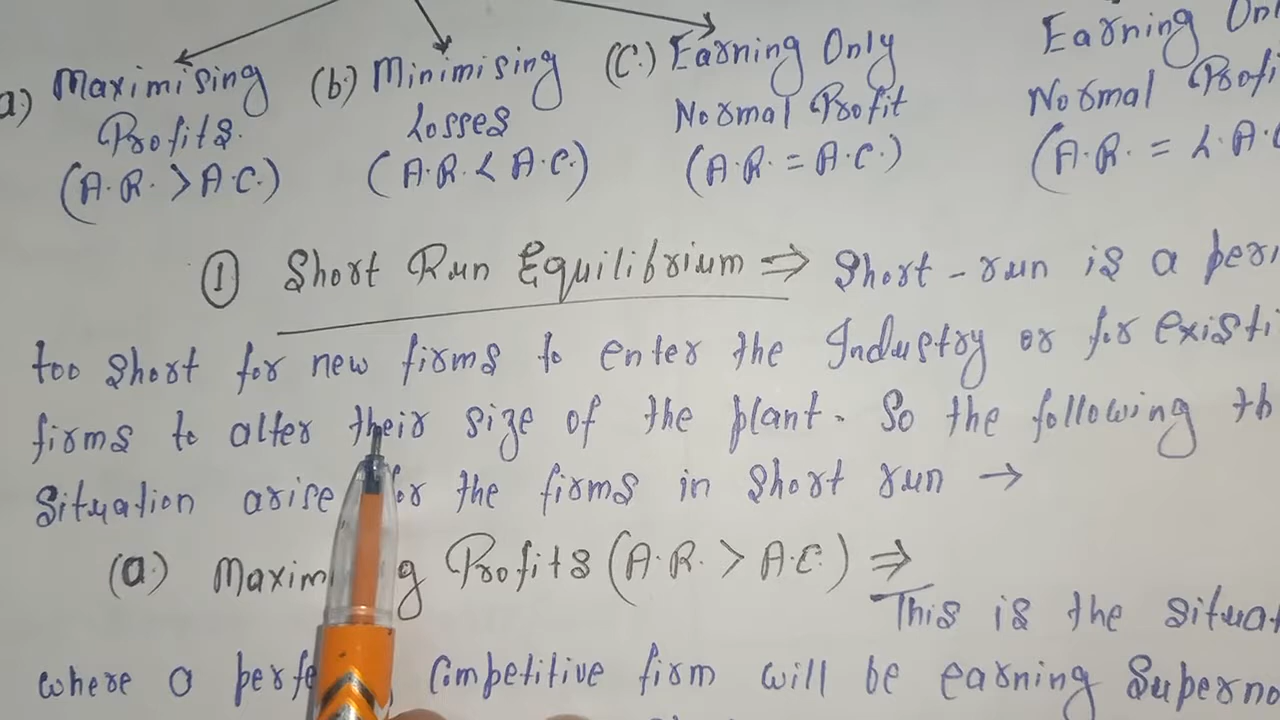 a.) Maximising (b.) Minimising (C.) Earning Only Earning
Profits. Losses Normal Profit Normal
(A.R. > A.C.) (A.R. < A.C.) (A.R. = A.C.) (A.R. = L.A.C
① Short Run Equilibrium ⇒ Short-run is a
too short for new firms to enter the Industry or for
firms to alter their size of the plant. So the following
Situation arise for the firms in short run →
(a.) Profits (A.R. > A.C.) ⇒
This is the
where a competitive firm will be earning